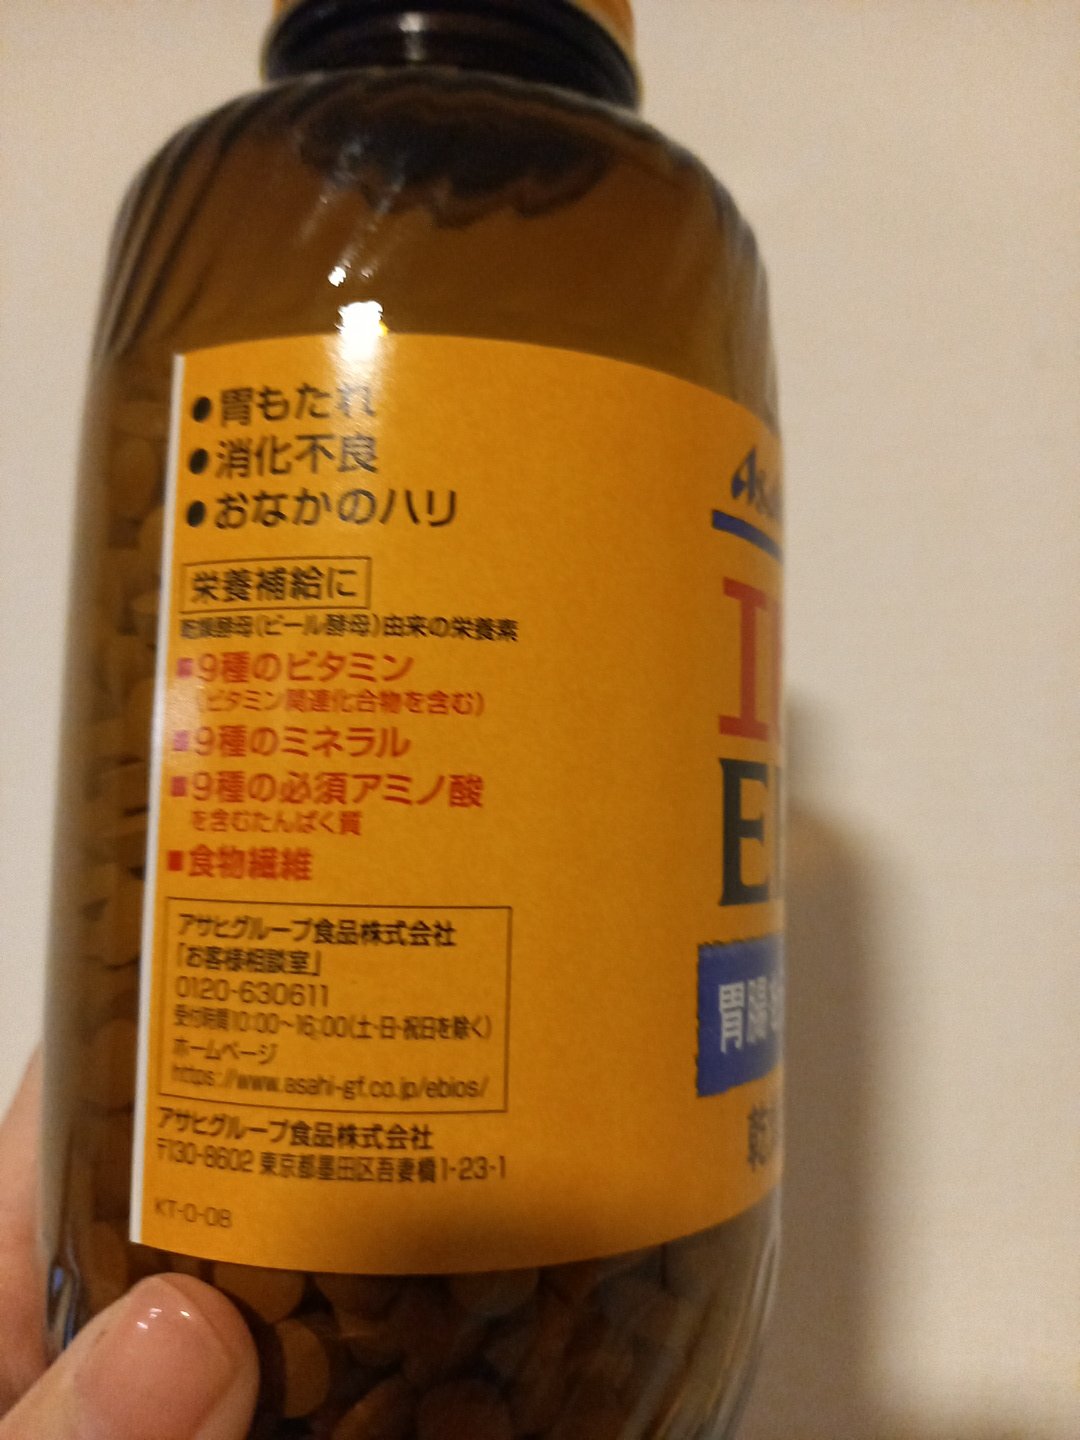 ●胃もたれ
●消化不良
●おなかのハリ
栄養補給に
乾燥酵母(ビール酵母)由来の栄養素
■9種のビタミン
(ビタミン関連化合物を含む)
■9種のミネラル
■9種の必須アミノ酸
を含むたんぱく質
■食物繊維
アサヒグループ食品株式会社
「お客様相談室」
0120-630611
受付時間10:00〜16:00(土・日・祝日を除く)
ホームページ
https://www.asahi-gf.co.jp/ebios/
アサヒグループ食品株式会社
〒130-8602 東京都墨田区吾妻橋1-23-1
KT-0-08
Asa
E
胃腸
乾